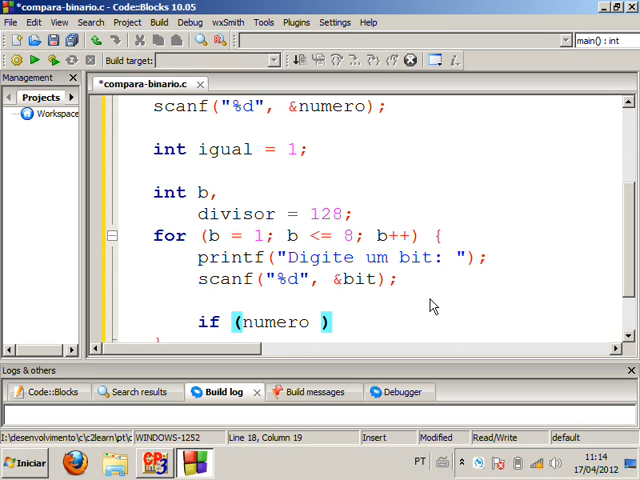 *compara-binario.c - Code::Blocks 10.05
File Edit View Search Project Build Debug wxSmith Tools Plugins Settings Help
Build target: main() : int
Management
Projects
Workspace
*compara-binario.c
scanf("%d", &numero);
int igual = 1;
int b,
divisor = 128;
for (b = 1; b <= 8; b++) {
printf("Digite um bit: ");
scanf("%d", &bit);
if (numero )
}
Logs & others
Code::Blocks Search results Build log Build messages Debugger
I:\desenvolvimento\c\c2learn\pt\c WINDOWS-1252 Line 18, Column 19 Insert Modified Read/Write default
Iniciar PT 11:14
17/04/2012